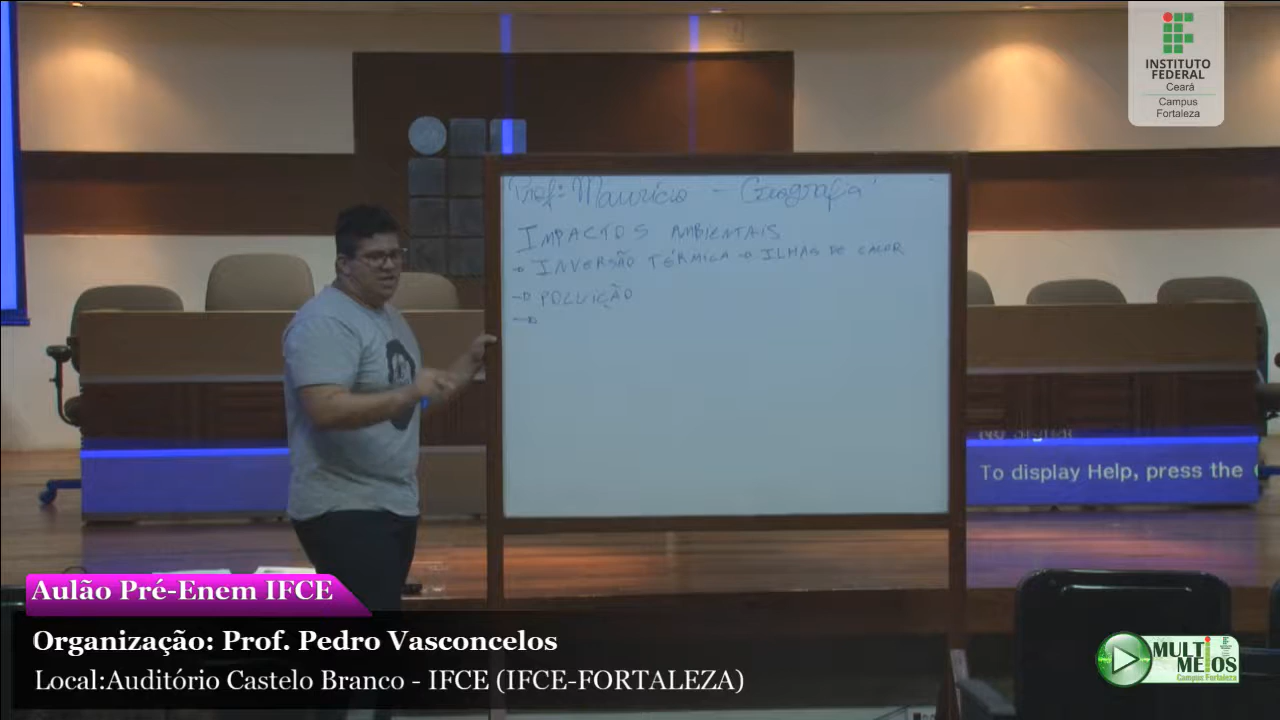 INSTITUTO
FEDERAL
Ceará
Campus
Fortaleza
Prof: Maurício - Geografia
IMPACTOS AMBIENTAIS
INVERSÃO TÉRMICA ILHAS DE CALOR
POLUIÇÃO
No signal
To display Help, press the
Aulão Pré-Enem IFCE
Organização: Prof. Pedro Vasconcelos
Local:Auditório Castelo Branco - IFCE (IFCE-FORTALEZA)
MULTI
MEIOS
Campus Fortaleza